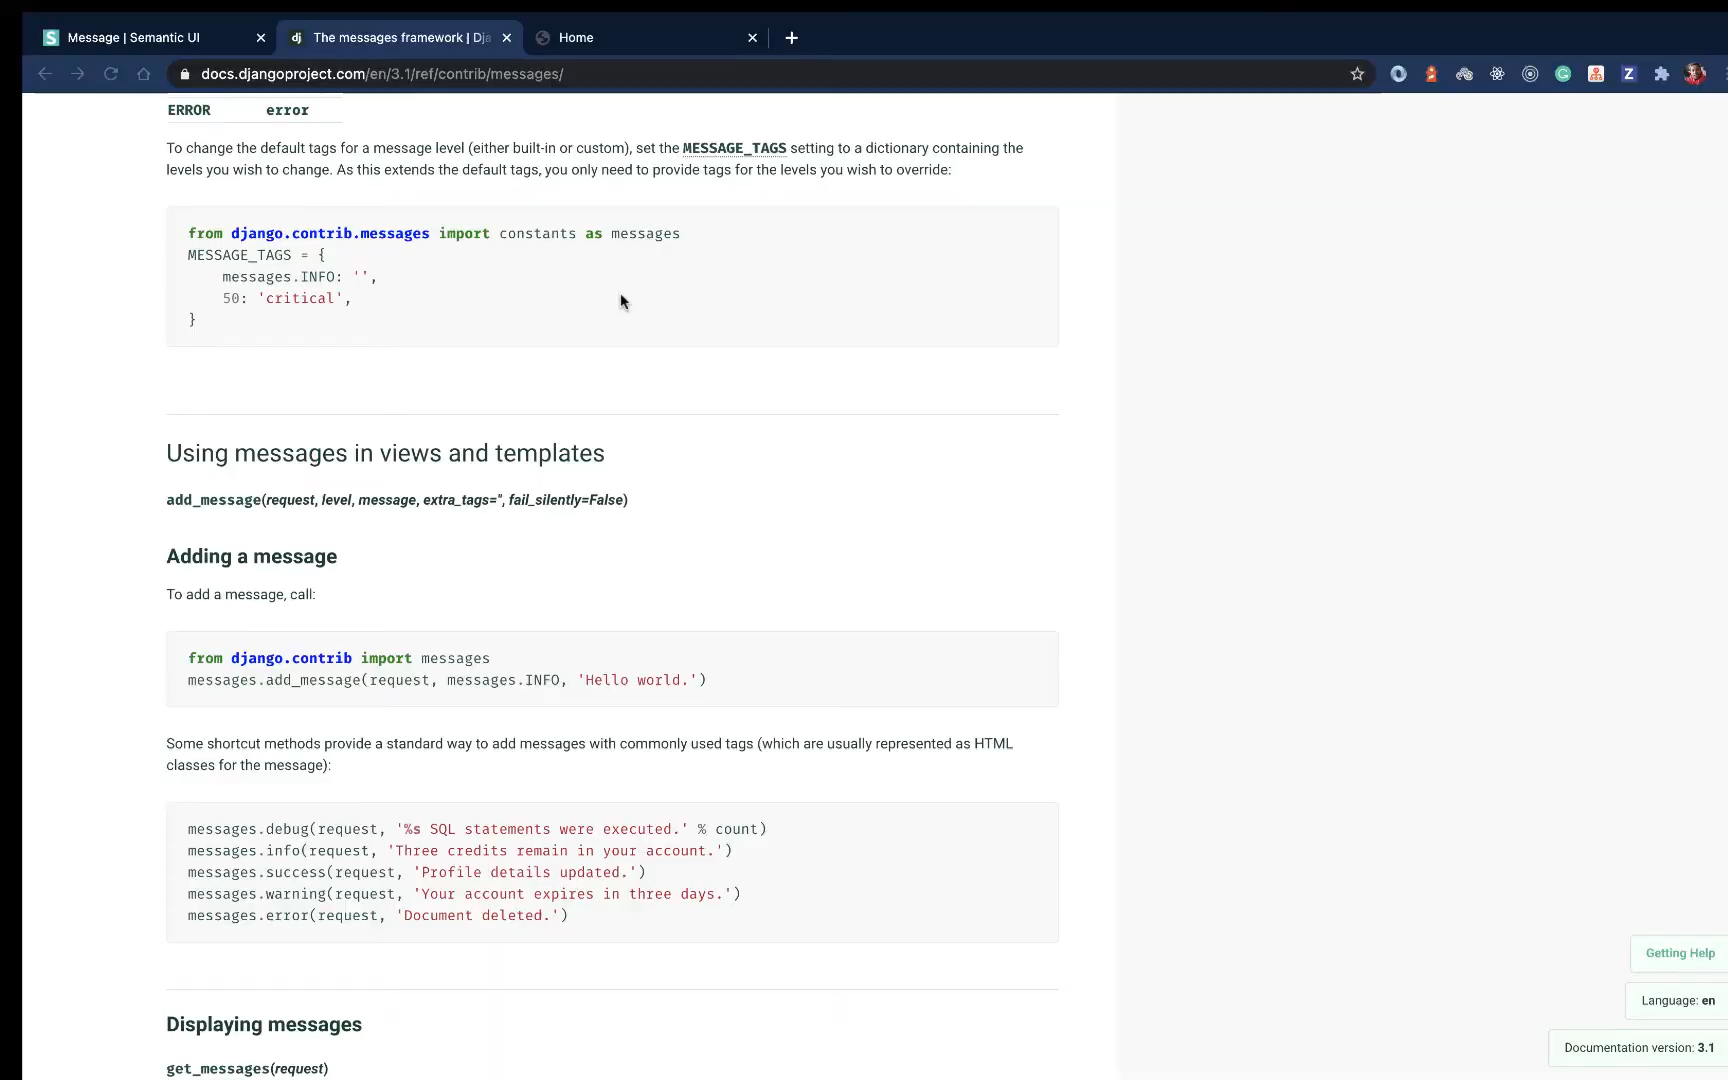 Message | Semantic UI
dj The messages framework | Dja
Home
docs.djangoproject.com/en/3.1/ref/contrib/messages/
ERROR error
To change the default tags for a message level (either built-in or custom), set the MESSAGE_TAGS setting to a dictionary containing the
levels you wish to change. As this extends the default tags, you only need to provide tags for the levels you wish to override:
from django.contrib.messages import constants as messages
MESSAGE_TAGS = {
    messages.INFO: '',
    50: 'critical',
}
Using messages in views and templates
add_message(request, level, message, extra_tags='', fail_silently=False)
Adding a message
To add a message, call:
from django.contrib import messages
messages.add_message(request, messages.INFO, 'Hello world.')
Some shortcut methods provide a standard way to add messages with commonly used tags (which are usually represented as HTML
classes for the message):
messages.debug(request, '%s SQL statements were executed.' % count)
messages.info(request, 'Three credits remain in your account.')
messages.success(request, 'Profile details updated.')
messages.warning(request, 'Your account expires in three days.')
messages.error(request, 'Document deleted.')
Getting Help
Language: en
Displaying messages
Documentation version: 3.1
get_messages(request)